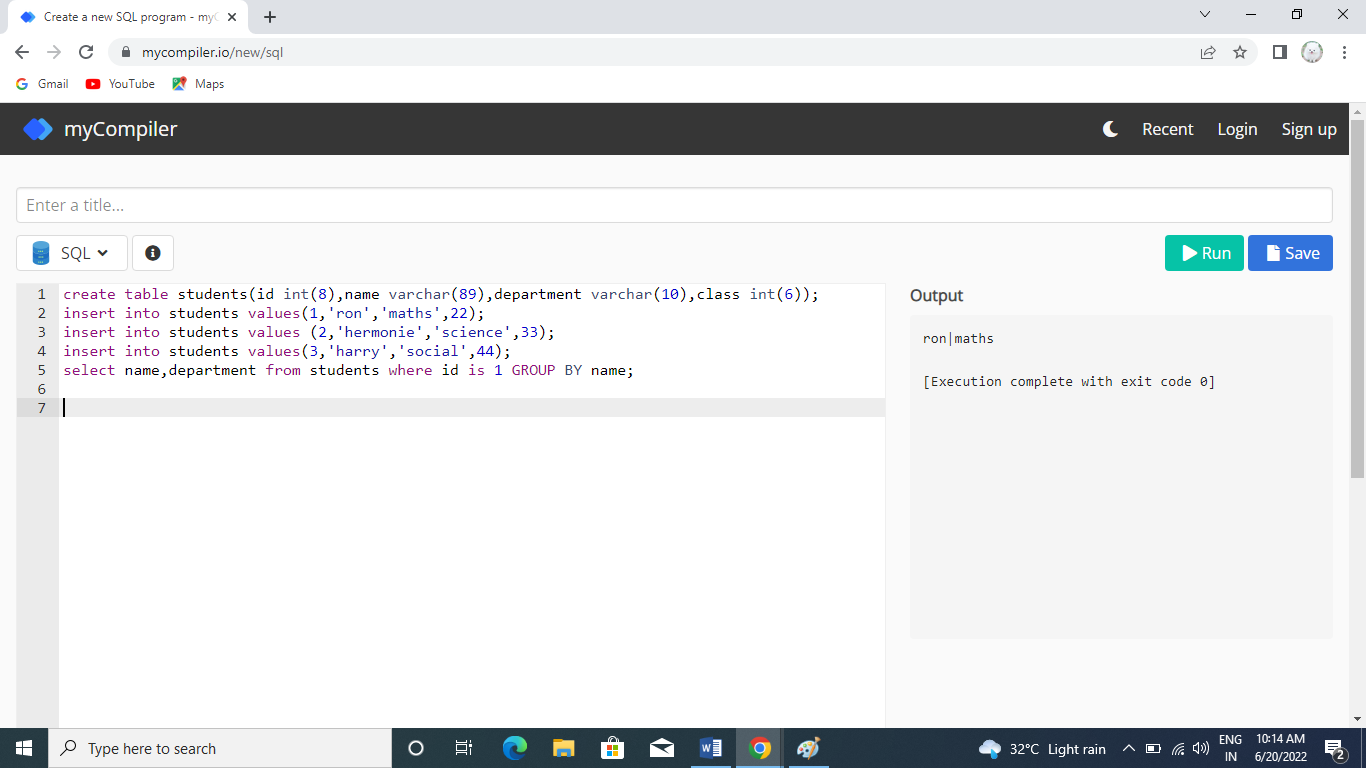 Create a new SQL program - my
mycompiler.io/new/sql
Gmail YouTube Maps
myCompiler Recent Login Sign up
Enter a title...
SQL Run Save
1 create table students(id int(8),name varchar(89),department varchar(10),class int(6));
2 insert into students values(1,'ron','maths',22);
3 insert into students values (2,'hermonie','science',33);
4 insert into students values(3,'harry','social',44);
5 select name,department from students where id is 1 GROUP BY name;
6
7
Output
ron|maths
[Execution complete with exit code 0]
Type here to search
32°C Light rain
ENG
IN
10:14 AM
6/20/2022
2